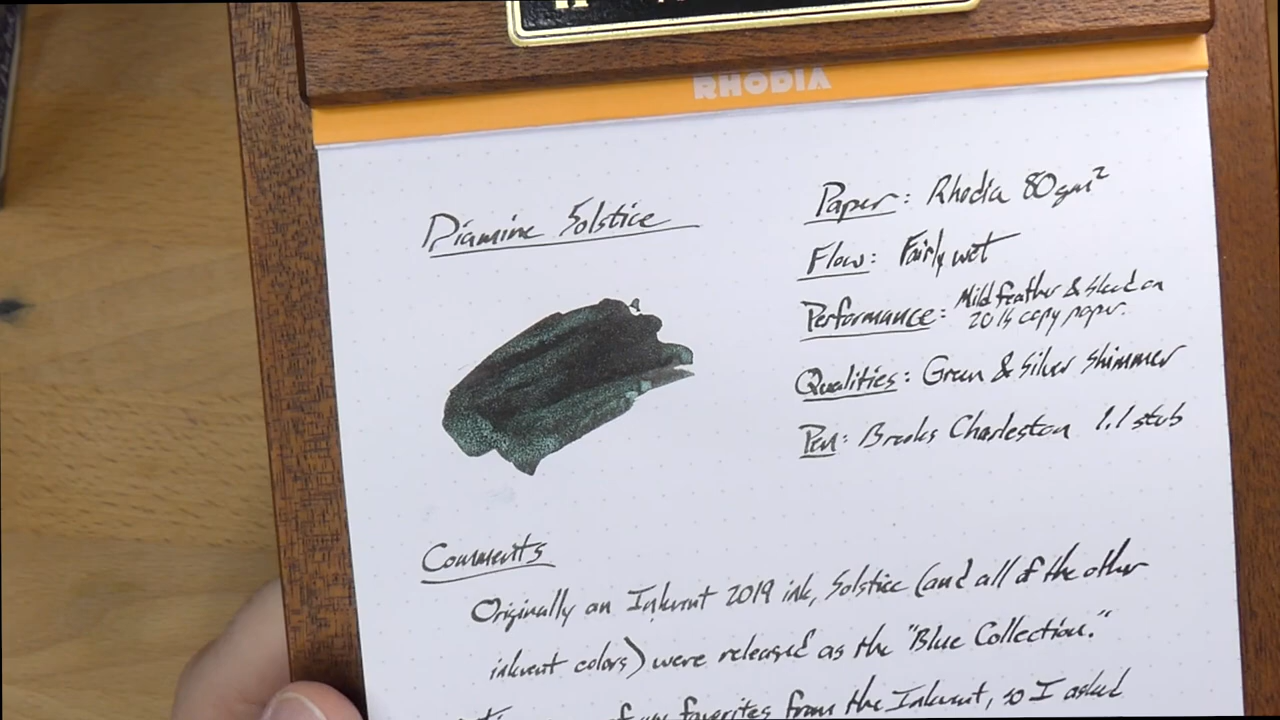 RHODIA
Diamine Solstice
Paper: Rhodia 80gm²
Flow: Fairly wet
Performance: Mild feather & bleed on
20 lb copy paper.
Qualities: Green & Silver shimmer
Pen: Brooks Charleston 1.1 stub
Comments
Originally an Inkvent 2019 ink, Solstice (and all of the other
inkvent colors) were released as the "Blue Collection."
of my favorites from the Inkvent, so I asked